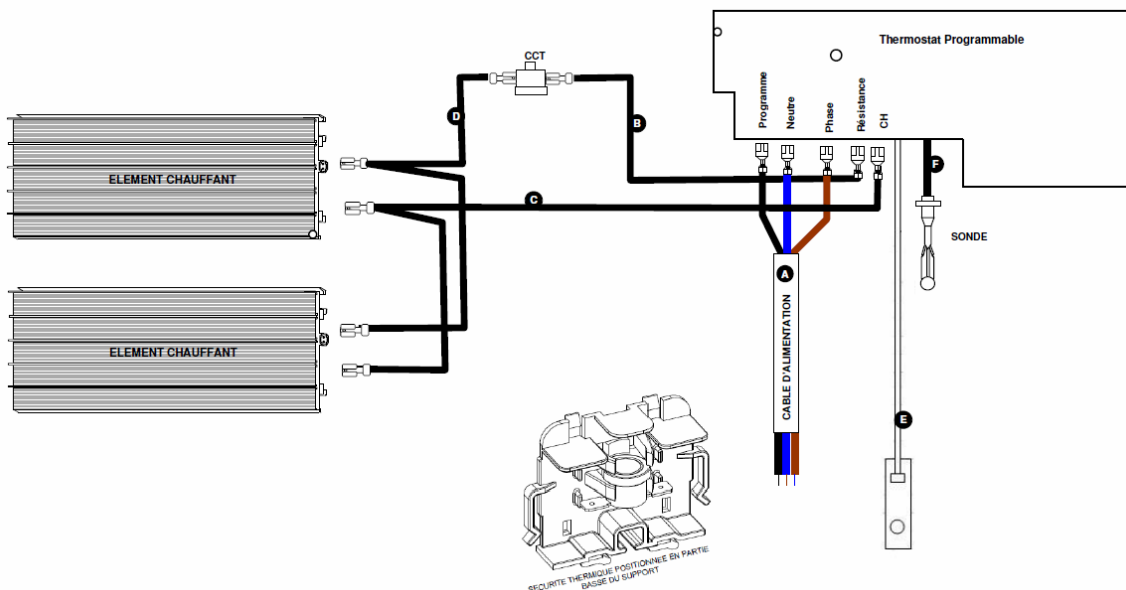 Thermostat Programmable
CCT
Programme
Neutre
Phase
Résistance
CH
D
B
F
ELEMENT CHAUFFANT
C
SONDE
A
CABLE D'ALIMENTATION
ELEMENT CHAUFFANT
E
SECURITE THERMIQUE POSITIONNEE EN PARTIE
BASSE DU SUPPORT